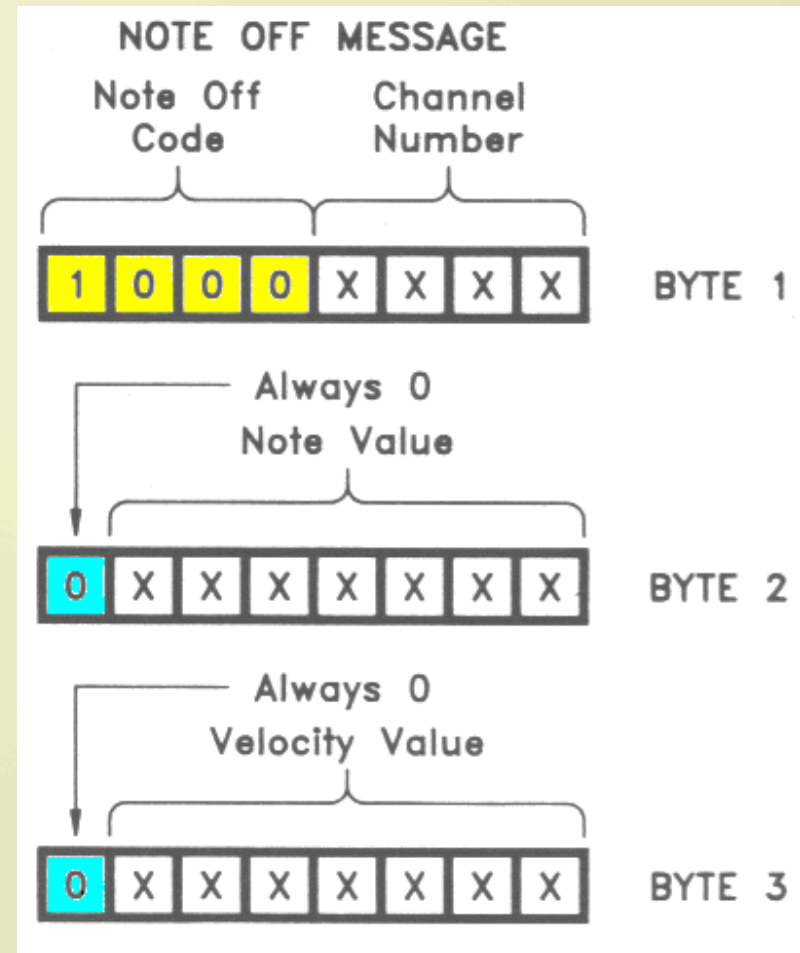 NOTE OFF MESSAGE
Note Off Code
Channel Number
1 0 0 0 X X X X BYTE 1
Always 0
Note Value
0 X X X X X X X BYTE 2
Always 0
Velocity Value
0 X X X X X X X BYTE 3